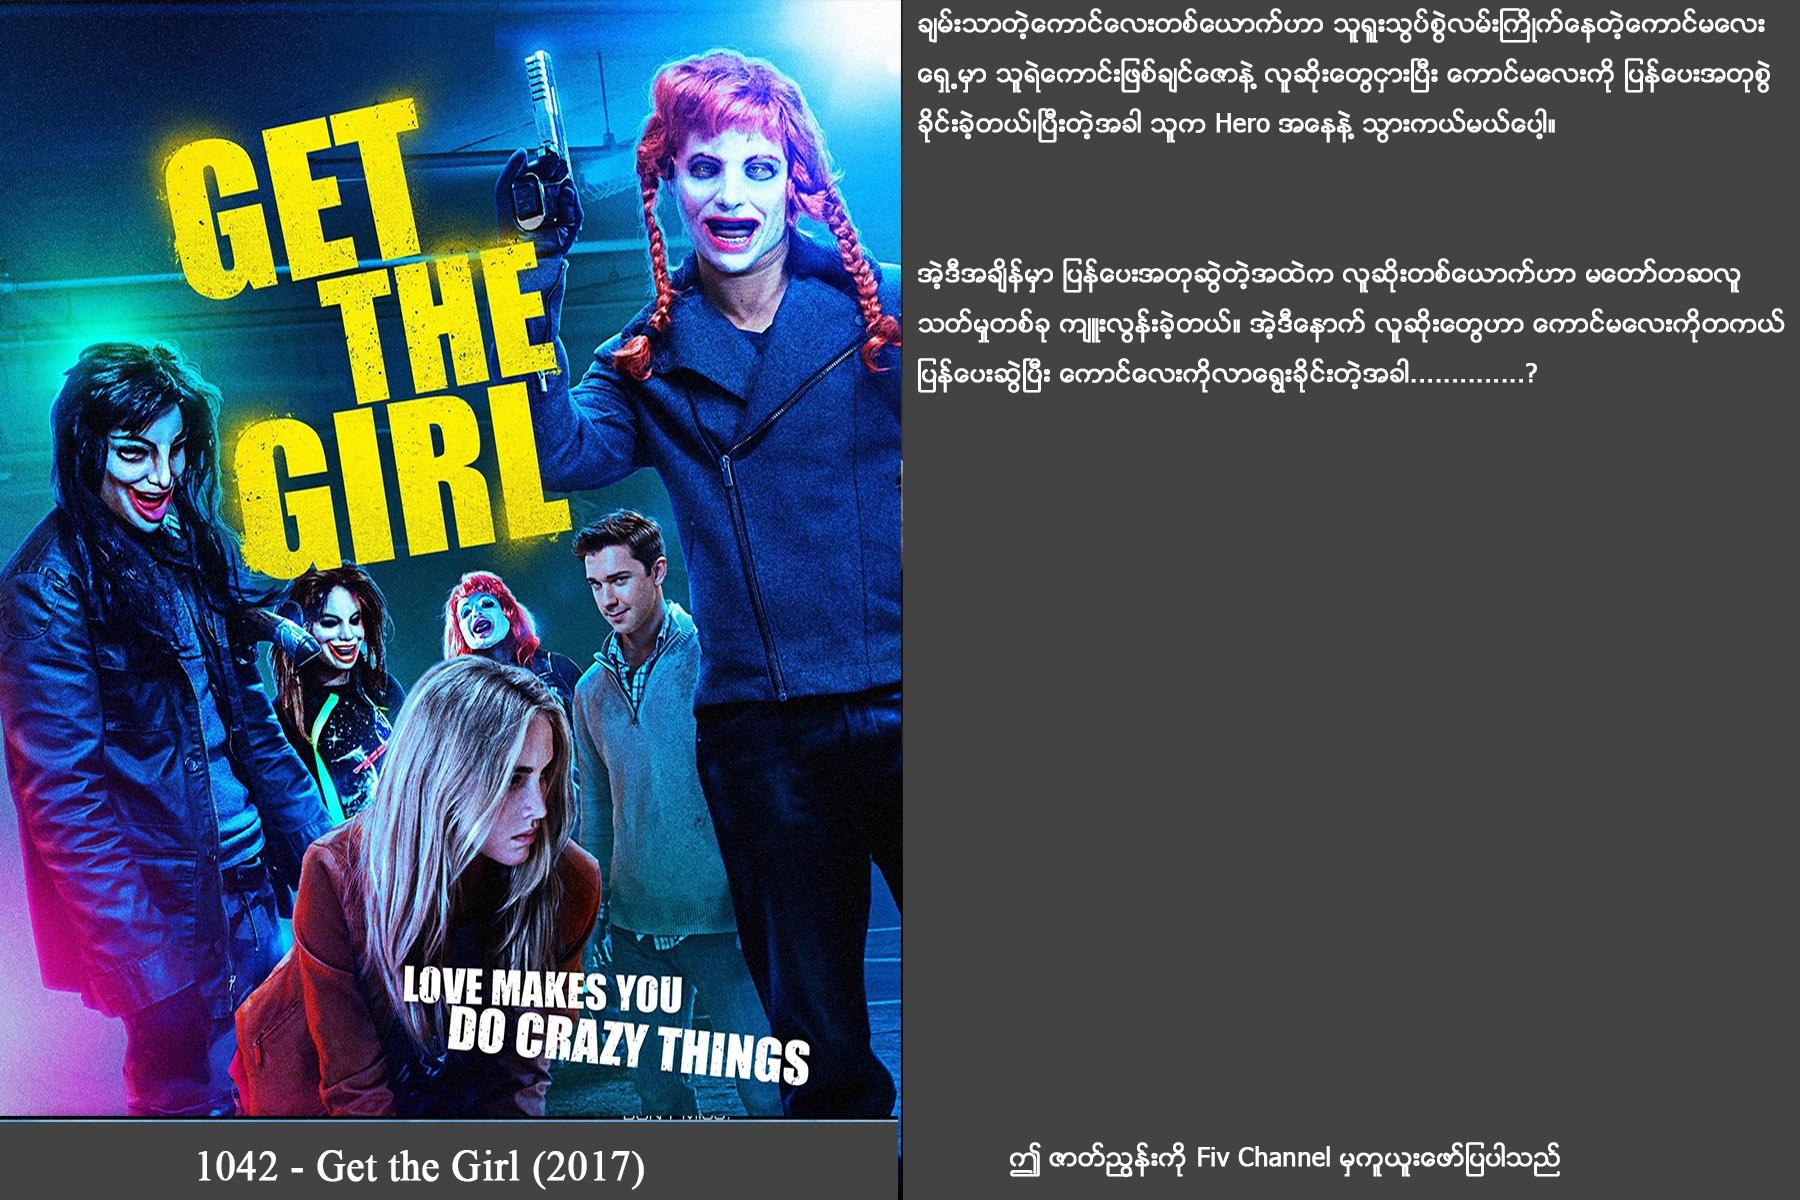 GET
THE
GIRL
LOVE MAKES YOU
DO CRAZY THINGS
1042 - Get the Girl (2017)
ချမ်းသာတဲ့ကောင်လေးတစ်ယောက်ဟာ သူရူးသွပ်စွဲလမ်းကြိုက်နေတဲ့ကောင်မလေး
ရှေ့မှာ သူရဲကောင်းဖြစ်ချင်ဇောနဲ့ လူဆိုးတွေငှားပြီး ကောင်မလေးကို ပြန်ပေးအတုစွဲ
ခိုင်းခဲ့တယ်၊ပြီးတဲ့အခါ သူက Hero အနေနဲ့ သွားကယ်မယ်ပေါ့။
အဲ့ဒီအချိန်မှာ ပြန်ပေးအတုဆွဲတဲ့အထဲက လူဆိုးတစ်ယောက်ဟာ မတော်တဆလူ
သတ်မှုတစ်ခု ကျူးလွန်ခဲ့တယ်။ အဲ့ဒီနောက် လူဆိုးတွေဟာ ကောင်မလေးကိုတကယ်
ပြန်ပေးဆွဲပြီး ကောင်လေးကိုလာရွေးခိုင်းတဲ့အခါ..............?
ဤ ဇာတ်ညွှန်းကို Fiv Channel မှကူယူးဖော်ပြပါသည်